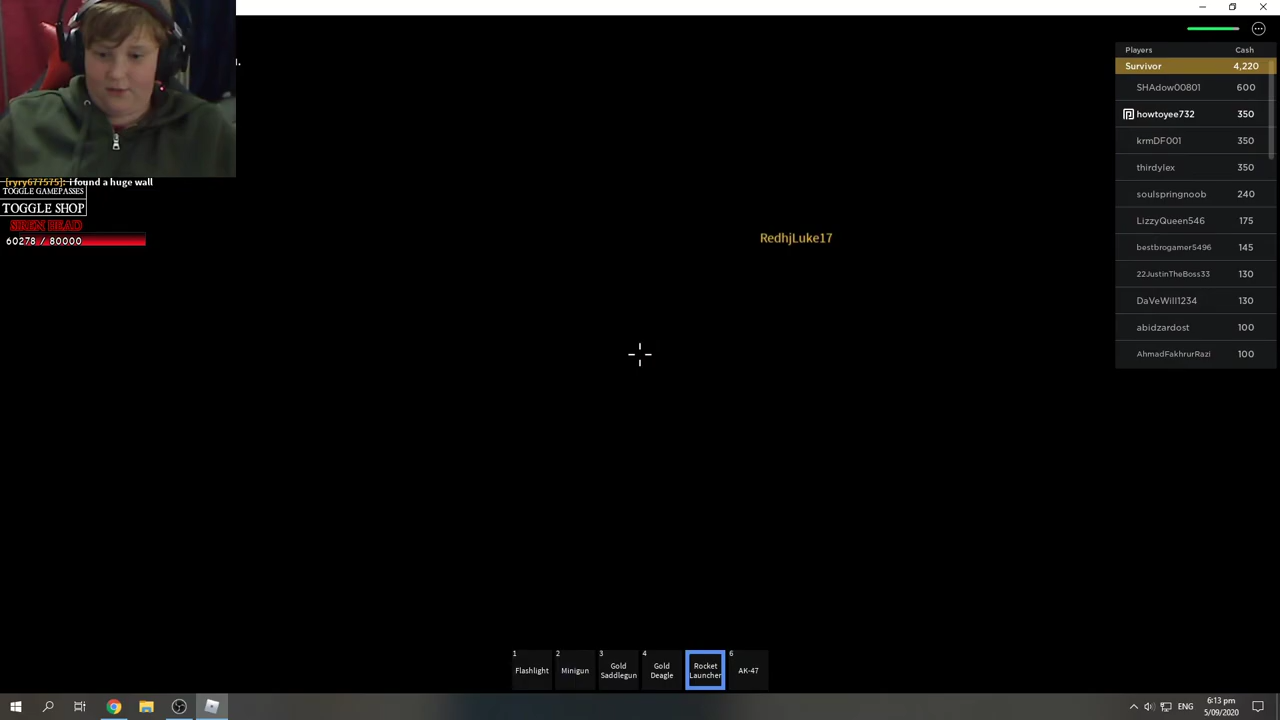 Players Cash
Survivor 4,220
SHAdow00801 600
howtoyee732 350
krmDF001 350
thirdylex 350
soulspringnoob 240
LizzyQueen546 175
bestbrogamer5496 145
22JustinTheBoss33 130
DaVeWill1234 130
abidzardost 100
AhmadFakhrurRazi 100
[ryry677575]: i found a huge wall
TOGGLE GAMEPASSES
TOGGLE SHOP
SIREN HEAD
60278 / 80000
RedhjLuke17
1 Flashlight
2 Minigun
3 Gold Saddlegun
4 Gold Deagle
5 Rocket Launcher
6 AK-47
ENG
6:13 pm
5/09/2020